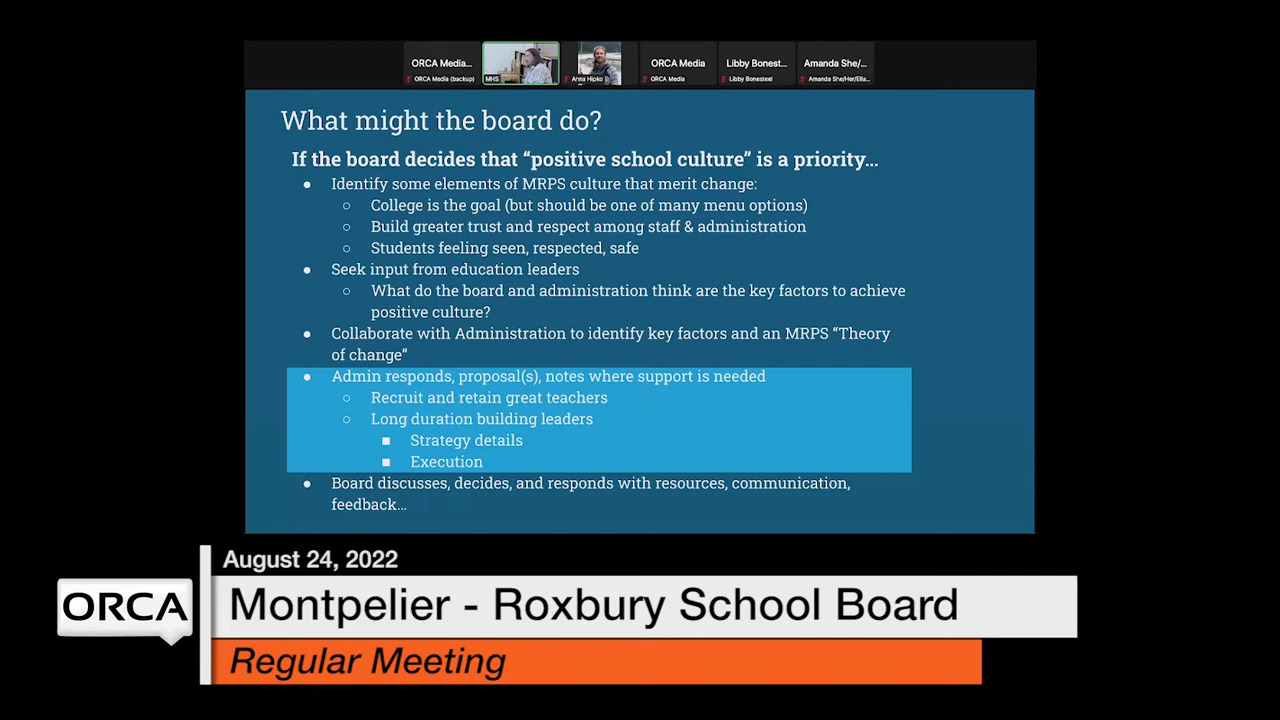 ORCA Media...
ORCA Media (backup)
MHS
Anna Hipko
ORCA Media
ORCA Media
Libby Bonest...
Libby Bonesteel
Amanda She/...
Amanda She/Her/Ella...
What might the board do?
If the board decides that “positive school culture” is a priority...
● Identify some elements of MRPS culture that merit change:
○ College is the goal (but should be one of many menu options)
○ Build greater trust and respect among staff & administration
○ Students feeling seen, respected, safe
● Seek input from education leaders
○ What do the board and administration think are the key factors to achieve
positive culture?
● Collaborate with Administration to identify key factors and an MRPS “Theory
of change”
● Admin responds, proposal(s), notes where support is needed
○ Recruit and retain great teachers
○ Long duration building leaders
■ Strategy details
■ Execution
● Board discusses, decides, and responds with resources, communication,
feedback...
August 24, 2022
ORCA
Montpelier - Roxbury School Board
Regular Meeting